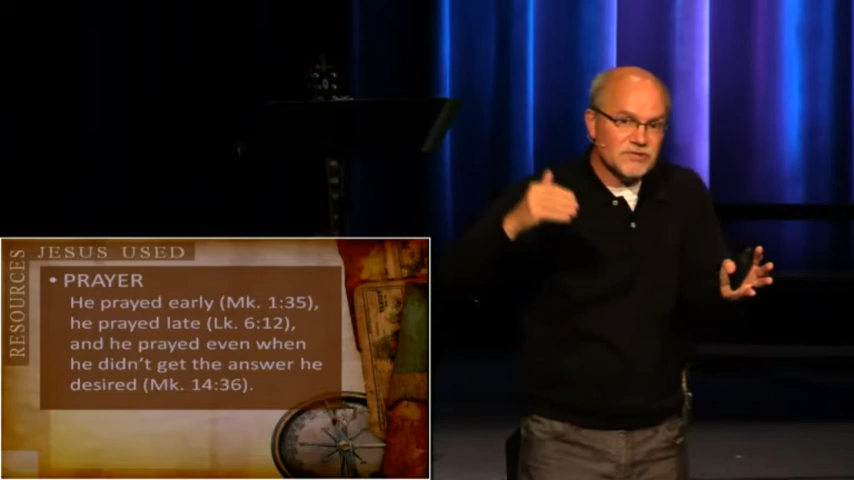 RESOURCES
JESUS USED
• PRAYER
He prayed early (Mk. 1:35),
he prayed late (Lk. 6:12),
and he prayed even when
he didn't get the answer he
desired (Mk. 14:36).